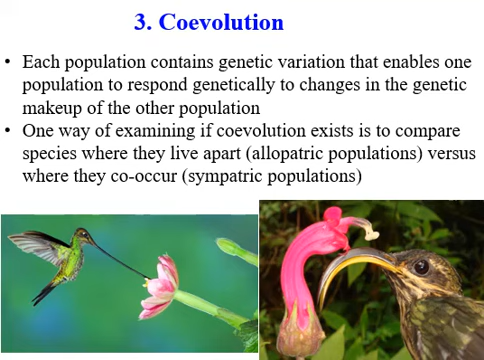 3. Coevolution
• Each population contains genetic variation that enables one
population to respond genetically to changes in the genetic
makeup of the other population
• One way of examining if coevolution exists is to compare
species where they live apart (allopatric populations) versus
where they co-occur (sympatric populations)